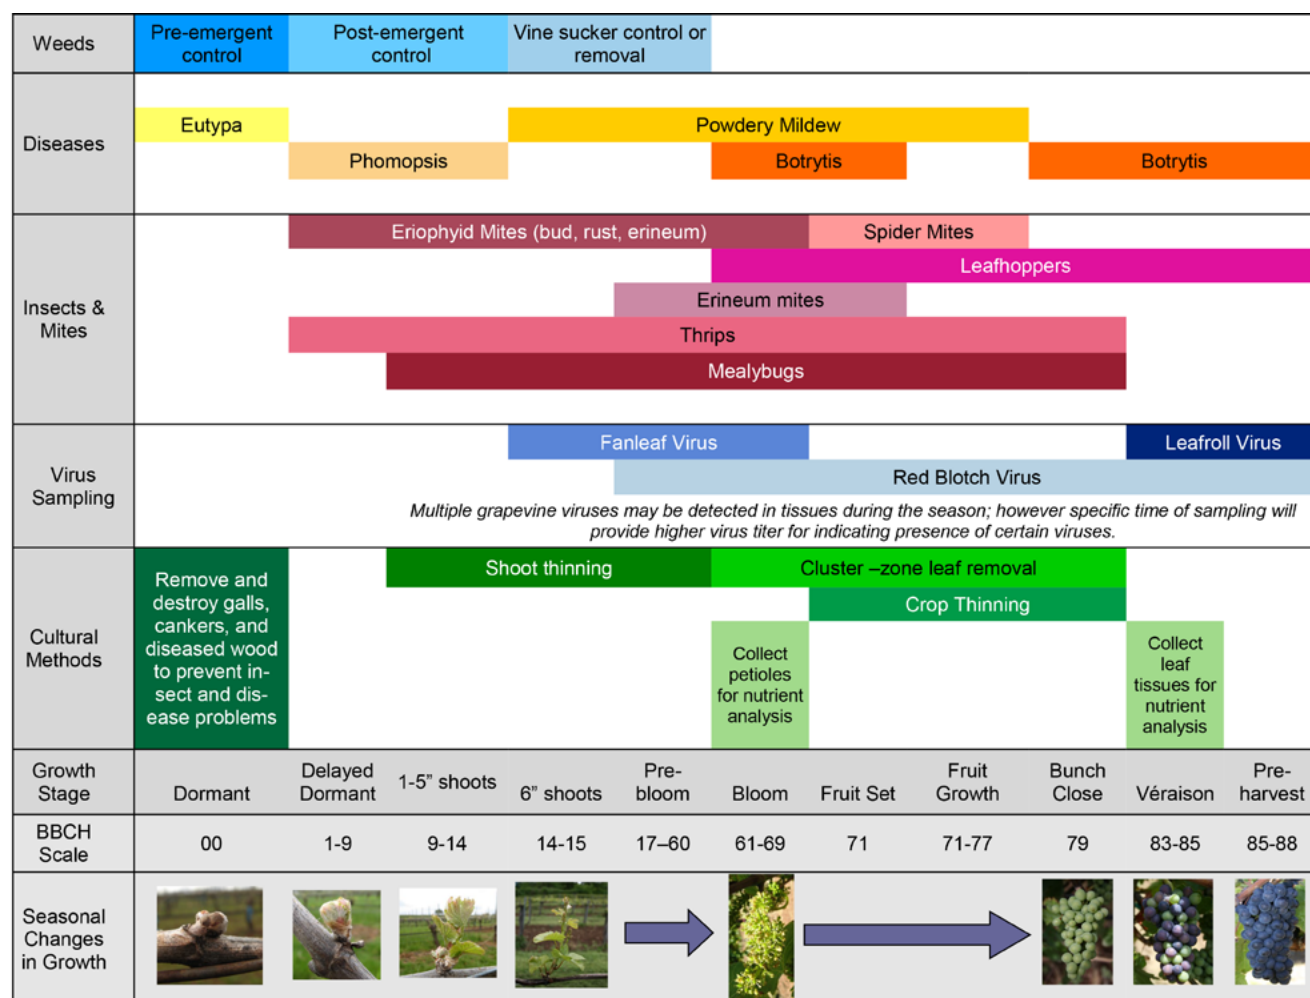 Weeds
Pre-emergent
control
Post-emergent
control
Vine sucker control or
removal
Diseases
Eutypa
Powdery Mildew
Phomopsis
Botrytis
Botrytis
Insects &
Mites
Eriophyid Mites (bud, rust, erineum)
Spider Mites
Leafhoppers
Erineum mites
Thrips
Mealybugs
Virus
Sampling
Fanleaf Virus
Leafroll Virus
Red Blotch Virus
Multiple grapevine viruses may be detected in tissues during the season; however specific time of sampling will
provide higher virus titer for indicating presence of certain viruses.
Cultural
Methods
Remove and
destroy galls,
cankers, and
diseased wood
to prevent in-
sect and dis-
ease problems
Shoot thinning
Cluster –zone leaf removal
Crop Thinning
Collect
petioles
for nutrient
analysis
Collect
leaf
tissues for
nutrient
analysis
Growth
Stage
Dormant
Delayed
Dormant
1-5” shoots
6” shoots
Pre-
bloom
Bloom
Fruit Set
Fruit
Growth
Bunch
Close
Véraison
Pre-
harvest
BBCH
Scale
00
1-9
9-14
14-15
17–60
61-69
71
71-77
79
83-85
85-88
Seasonal
Changes
in Growth